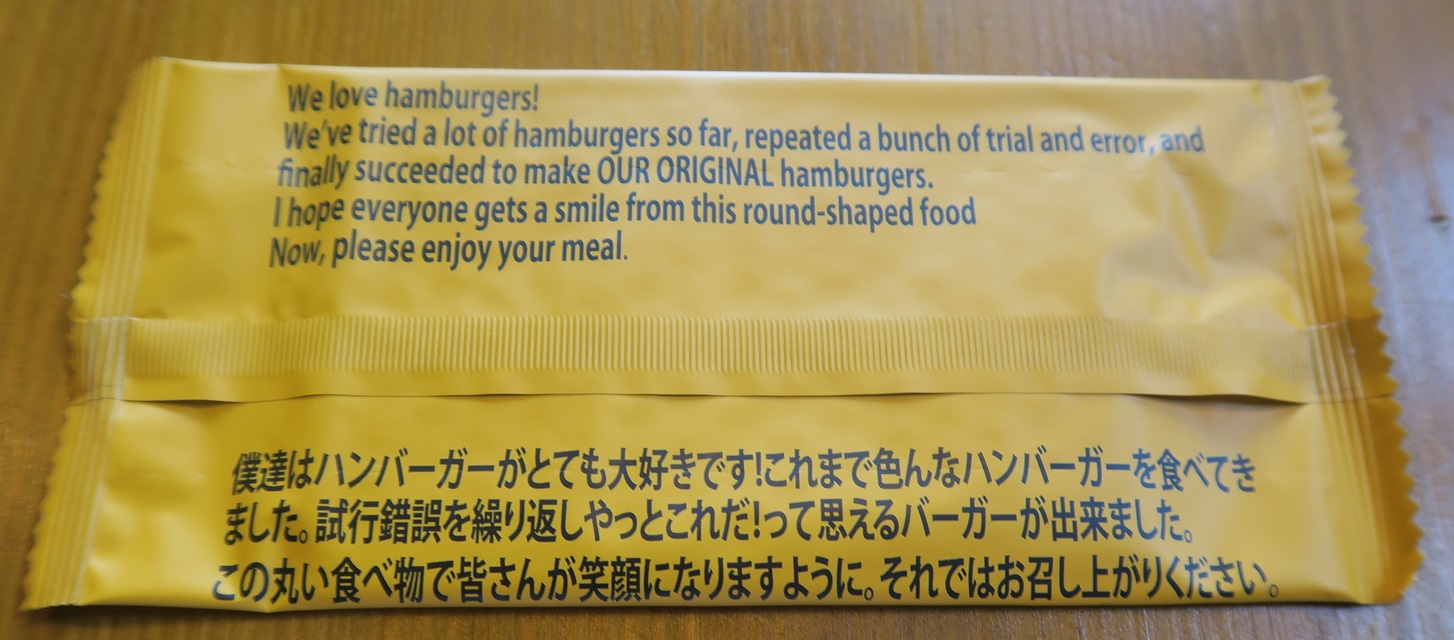 We love hamburgers!
We've tried a lot of hamburgers so far, repeated a bunch of trial and error, and
finally succeeded to make OUR ORIGINAL hamburgers.
I hope everyone gets a smile from this round-shaped food
Now, please enjoy your meal.
僕達はハンバーガーがとても大好きです!これまで色んなハンバーガーを食べてき
ました。試行錯誤を繰り返しやっとこれだ!って思えるバーガーが出来ました。
この丸い食べ物で皆さんが笑顔になりますように。それではお召し上がりください。